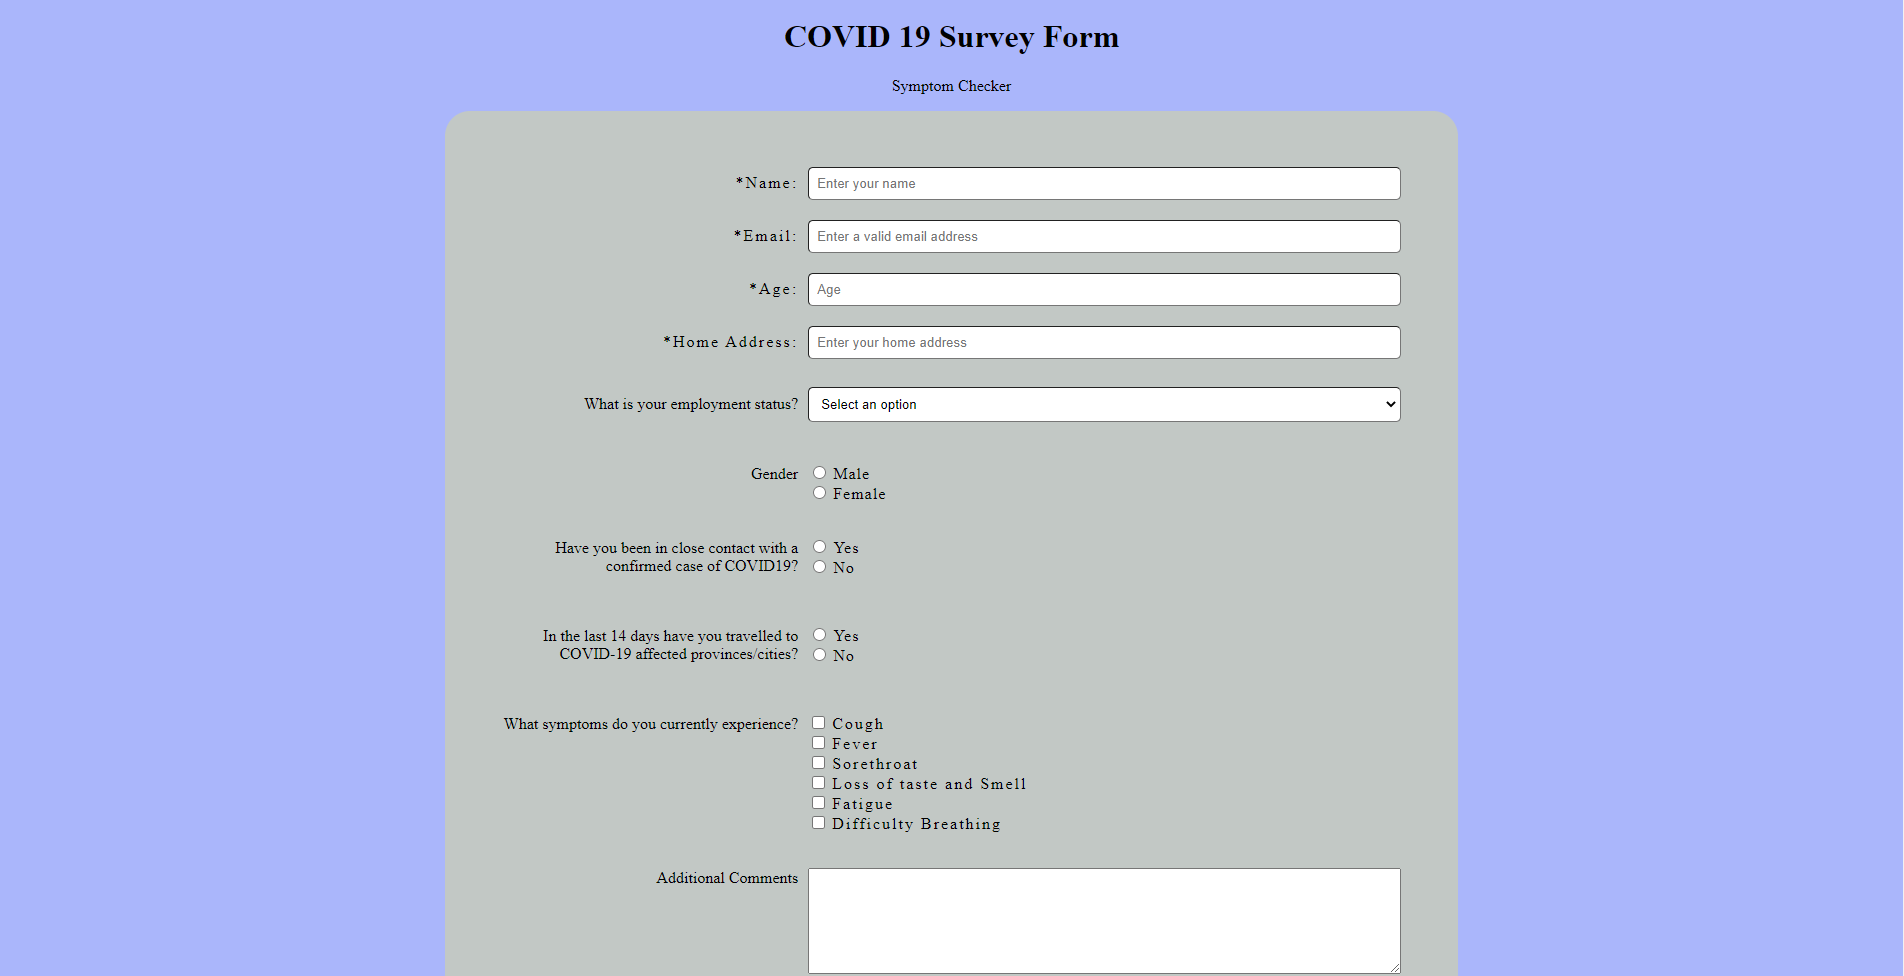 COVID 19 Survey Form
Symptom Checker
*Name: Enter your name
*Email: Enter a valid email address
*Age: Age
*Home Address: Enter your home address
What is your employment status? Select an option
Gender Male
Female
Have you been in close contact with a Yes
confirmed case of COVID19? No
In the last 14 days have you travelled to Yes
COVID-19 affected provinces/cities? No
What symptoms do you currently experience? Cough
Fever
Sorethroat
Loss of taste and Smell
Fatigue
Difficulty Breathing
Additional Comments